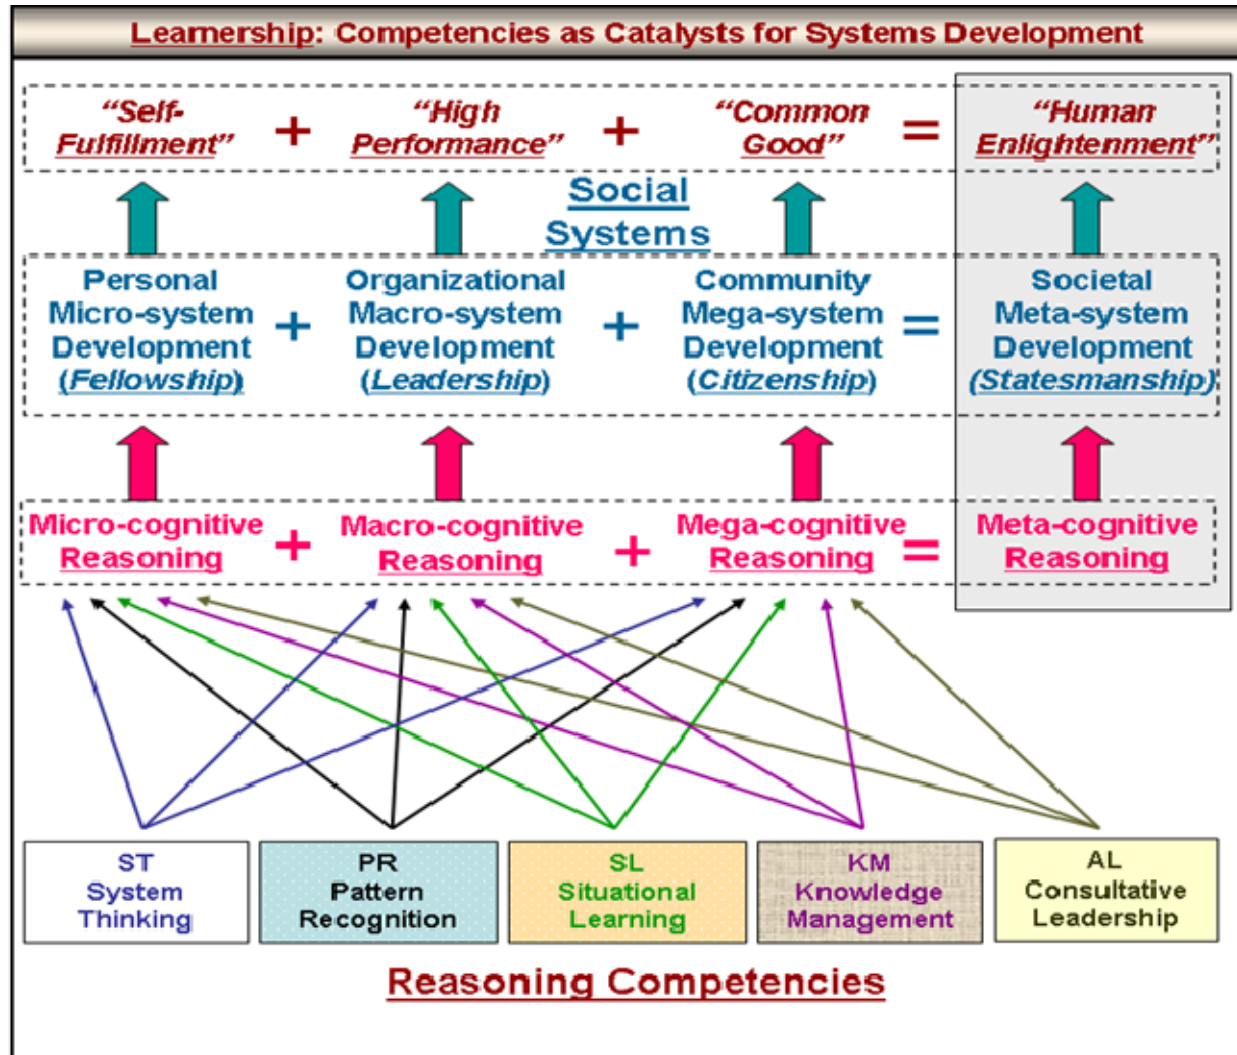 Learnership: Competencies as Catalysts for Systems Development
“Self-
Fulfillment”
+
“High
Performance”
+
“Common
Good”
=
“Human
Enlightenment”
Social
Systems
Personal
Micro-system
Development
(Fellowship)
+
Organizational
Macro-system
Development
(Leadership)
+
Community
Mega-system
Development
(Citizenship)
=
Societal
Meta-system
Development
(Statesmanship)
Micro-cognitive
Reasoning
+
Macro-cognitive
Reasoning
+
Mega-cognitive
Reasoning
=
Meta-cognitive
Reasoning
ST
System
Thinking
PR
Pattern
Recognition
SL
Situational
Learning
KM
Knowledge
Management
AL
Consultative
Leadership
Reasoning Competencies